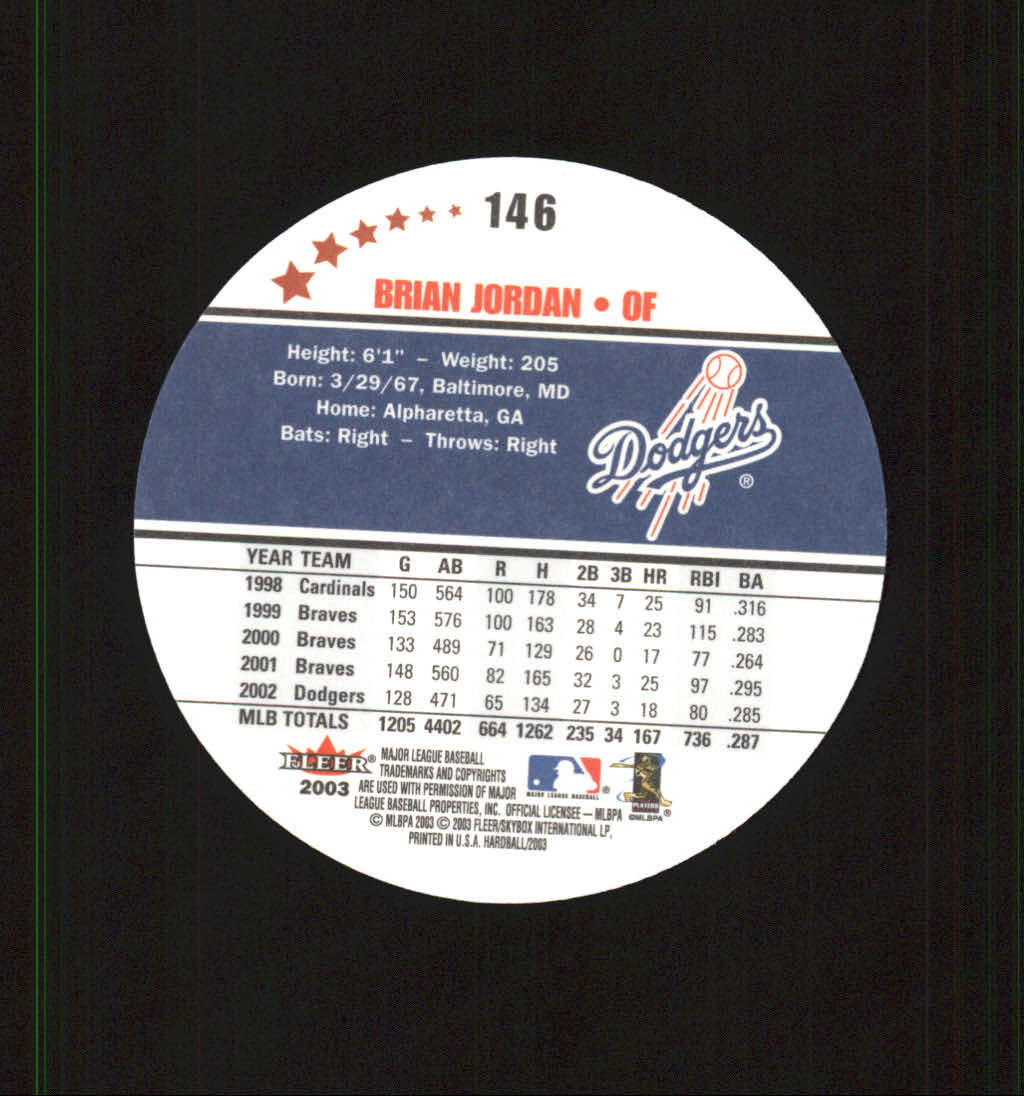 146
BRIAN JORDAN • OF
Height: 6'1" – Weight: 205
Born: 3/29/67, Baltimore, MD
Home: Alpharetta, GA
Bats: Right – Throws: Right
Dodgers ®
YEAR TEAM G AB R H 2B 3B HR RBI BA
1998 Cardinals 150 564 100 178 34 7 25 91 .316
1999 Braves 153 576 100 163 28 4 23 115 .283
2000 Braves 133 489 71 129 26 0 17 77 .264
2001 Braves 148 560 82 165 32 3 25 97 .295
2002 Dodgers 128 471 65 134 27 3 18 80 .285
MLB TOTALS 1205 4402 664 1262 235 34 167 736 .287
FLEER®
2003
MAJOR LEAGUE BASEBALL
TRADEMARKS AND COPYRIGHTS
ARE USED WITH PERMISSION OF MAJOR
LEAGUE BASEBALL PROPERTIES, INC. OFFICIAL LICENSEE — MLBPA
© MLBPA 2003 © 2003 FLEER/SKYBOX INTERNATIONAL LP.
PRINTED IN U.S.A. HARDBALL/2003
MAJOR LEAGUE BASEBALL ®
PLAYERS
©MLBPA ®